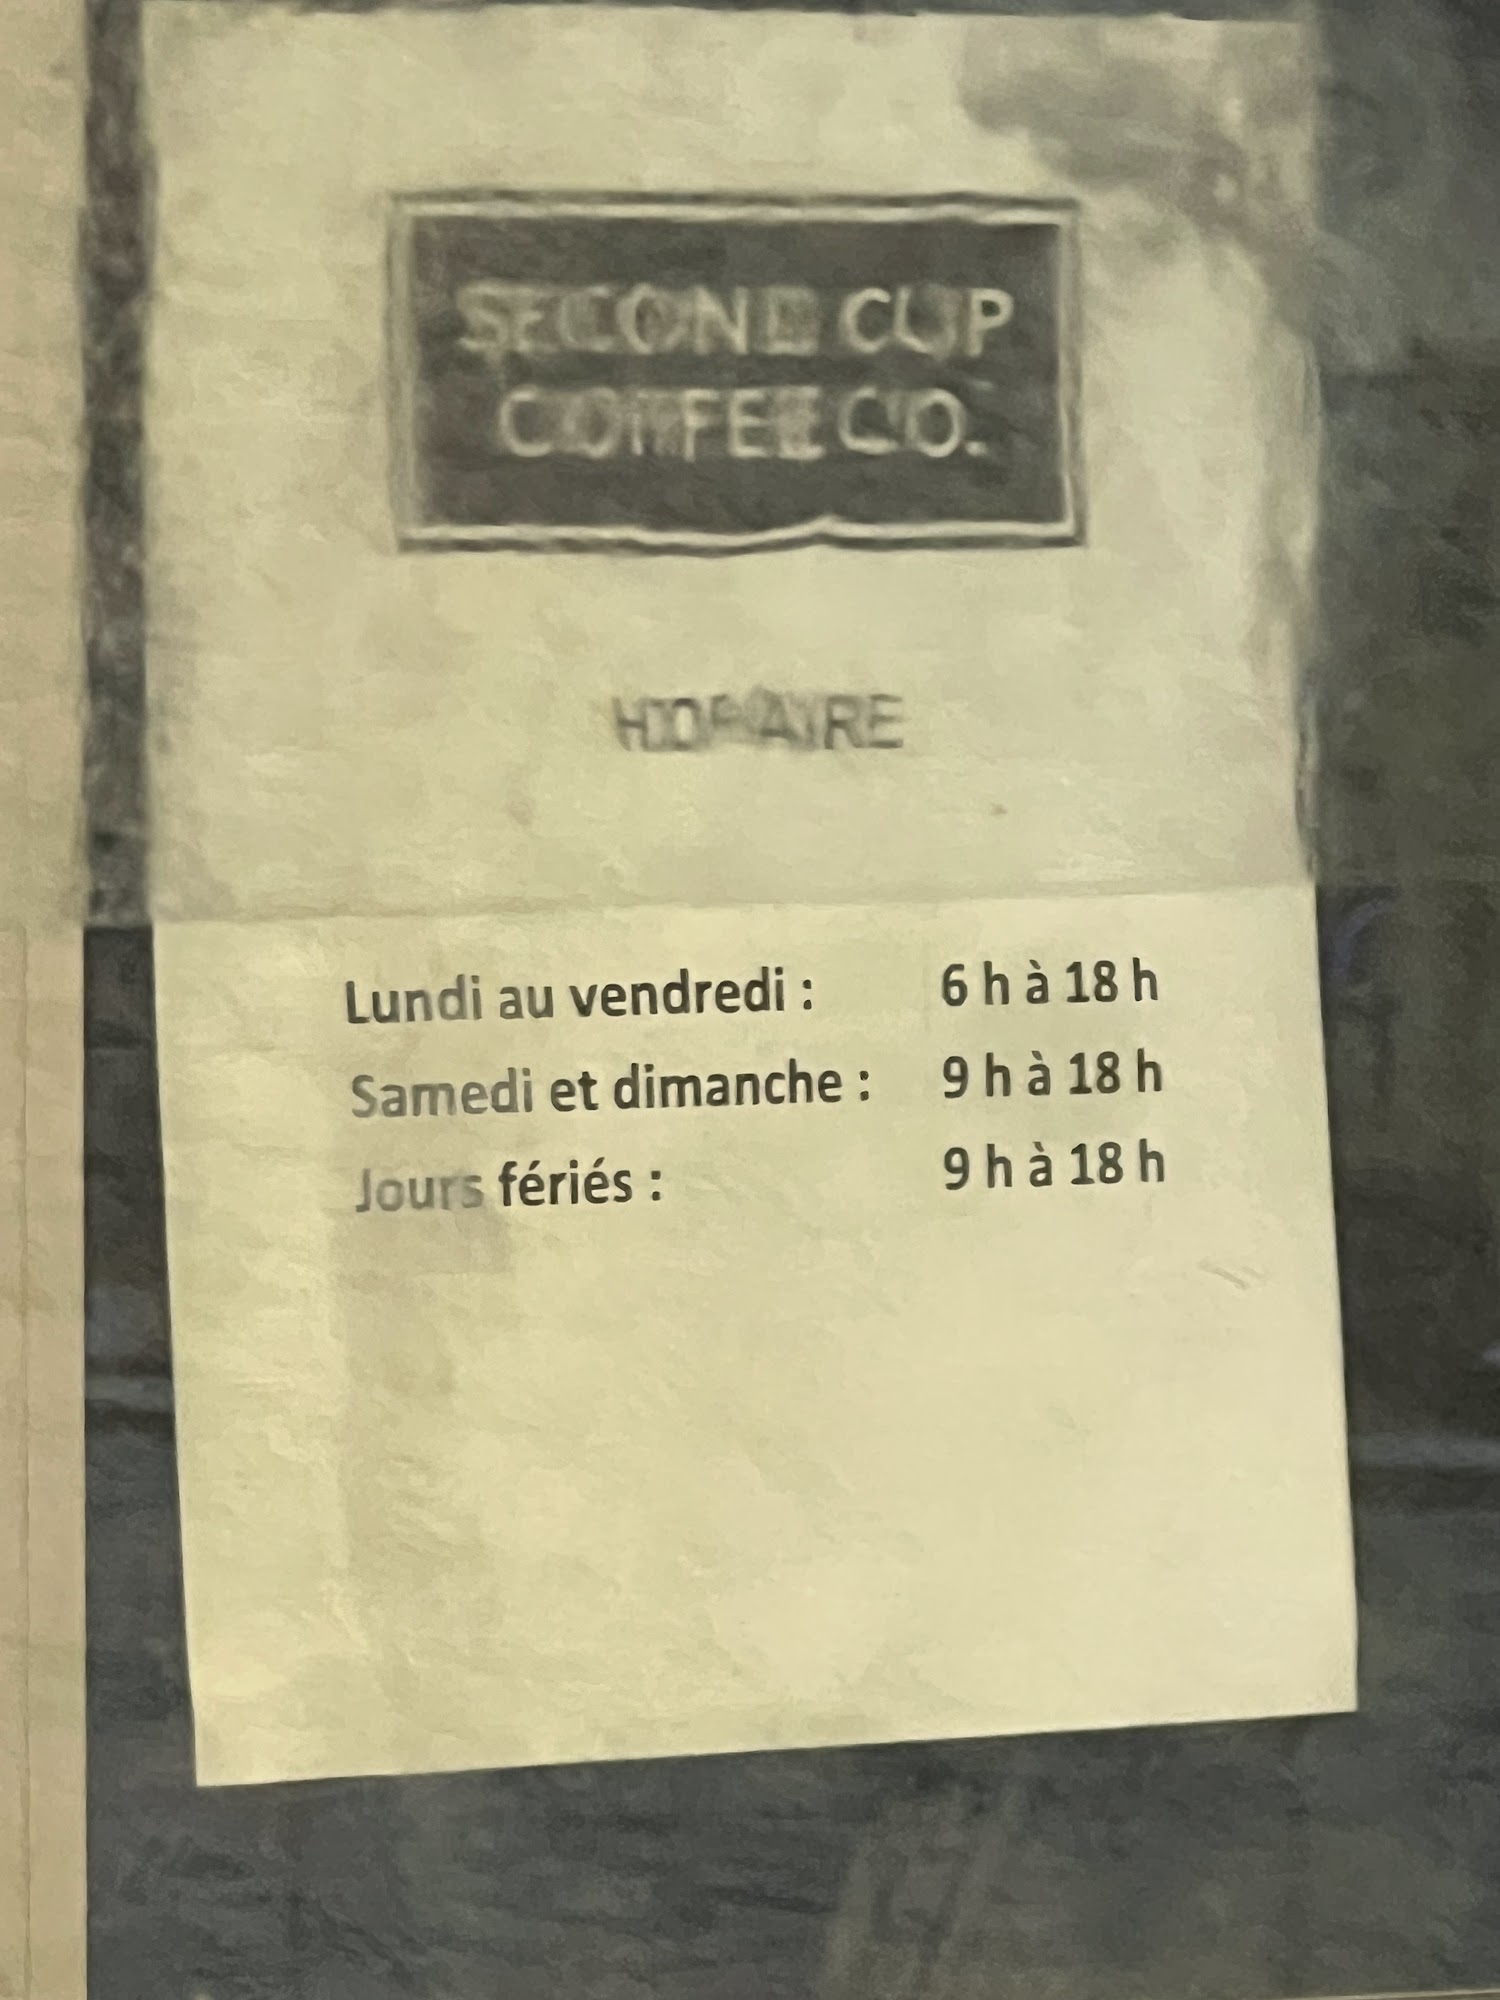 SECOND CUP
COFFEE CO.
HORAIRE
Lundi au vendredi : 6 h à 18 h
Samedi et dimanche : 9 h à 18 h
Jours fériés : 9 h à 18 h